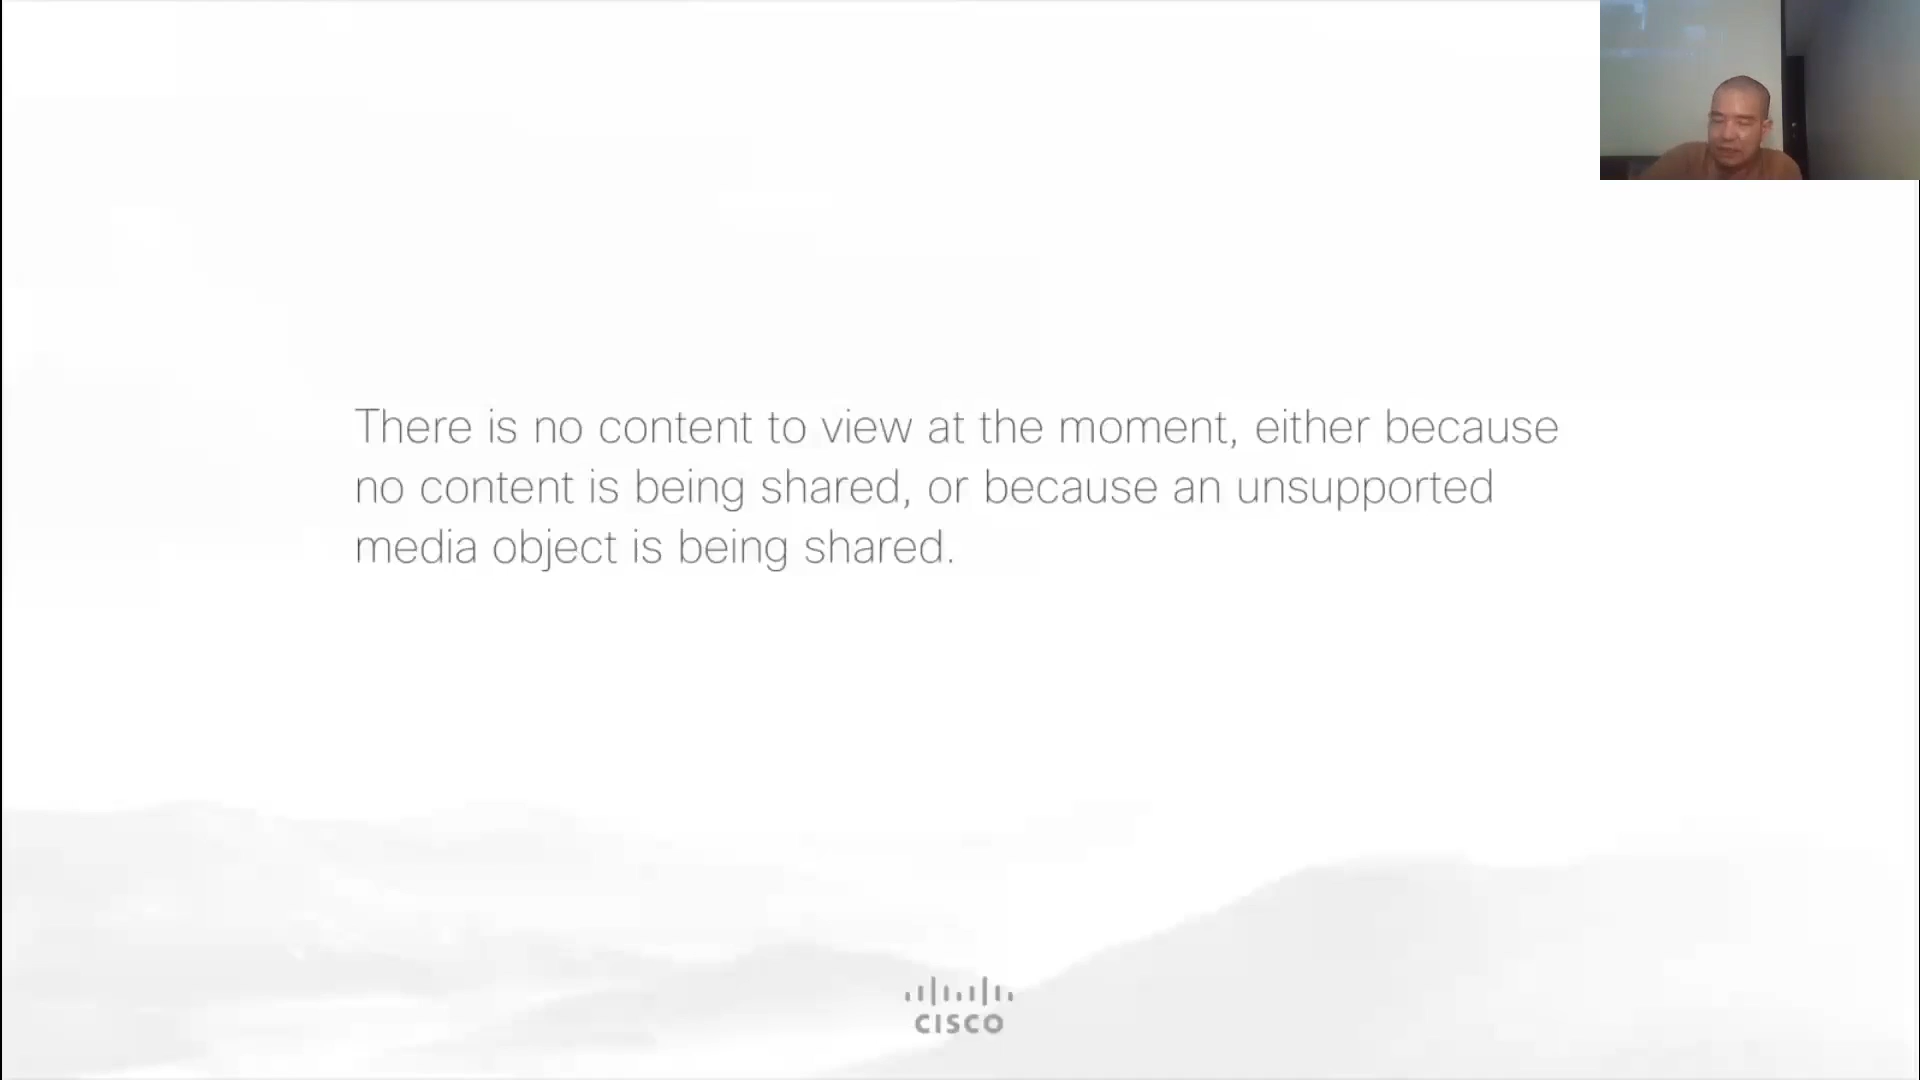 There is no content to view at the moment, either because
no content is being shared, or because an unsupported
media object is being shared.
CISCO